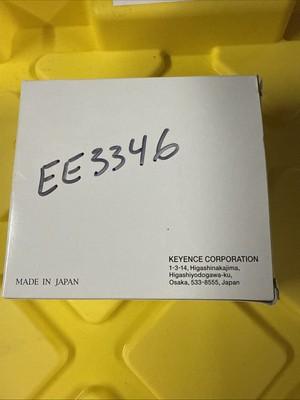 EE3346
KEYENCE CORPORATION
1-3-14, Higashinakajima,
Higashiyodogawa-ku,
Osaka, 533-8555, Japan
MADE IN JAPAN